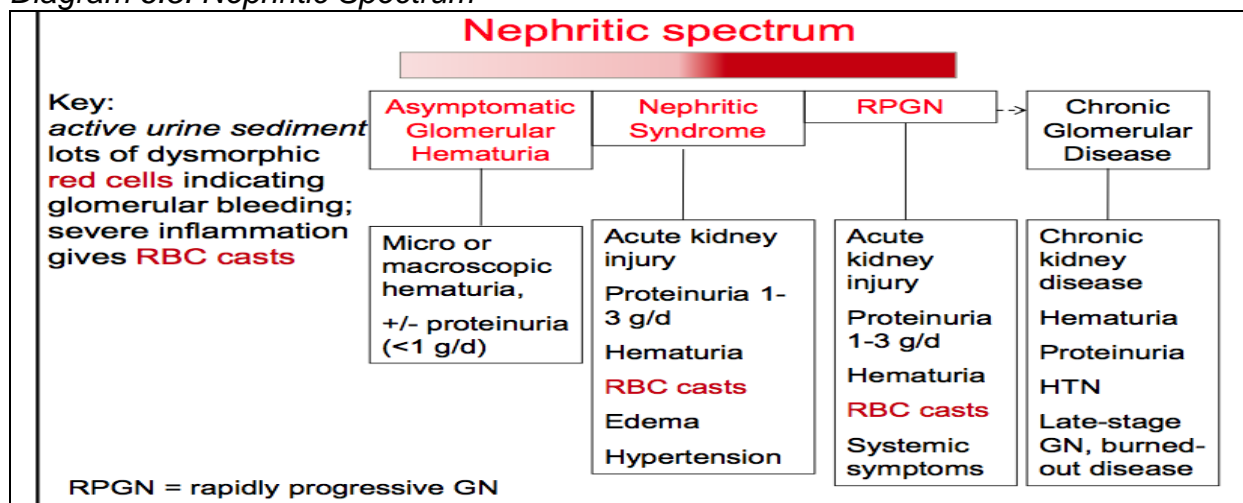 Nephritic spectrum
Key:
active urine sediment
lots of dysmorphic
red cells indicating
glomerular bleeding;
severe inflammation
gives RBC casts
Asymptomatic
Glomerular
Hematuria
Nephritic
Syndrome
RPGN
Chronic
Glomerular
Disease
Micro or
macroscopic
hematuria,
+/- proteinuria
(<1 g/d)
Acute kidney
injury
Proteinuria 1-
3 g/d
Hematuria
RBC casts
Edema
Hypertension
Acute
kidney
injury
Proteinuria
1-3 g/d
Hematuria
RBC casts
Systemic
symptoms
Chronic
kidney
disease
Hematuria
Proteinuria
HTN
Late-stage
GN, burned-
out disease
RPGN = rapidly progressive GN